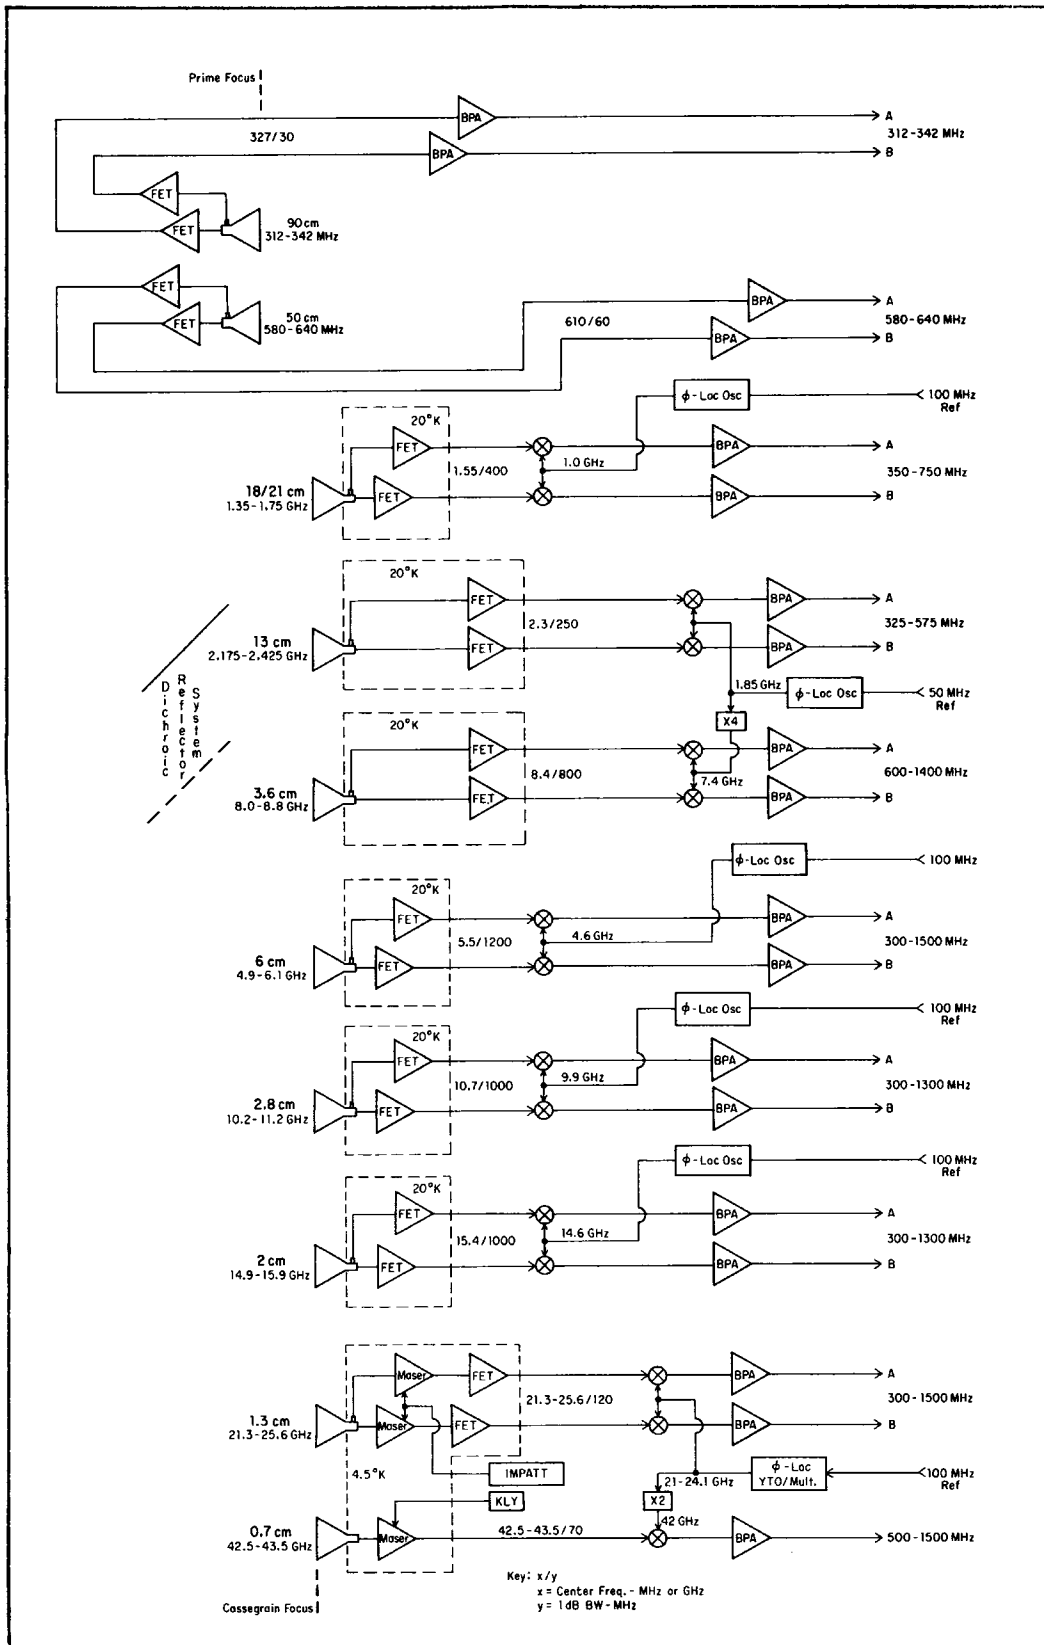 Prime Focus
BPA
A
327/30
312-342 MHz
BPA
B
FET
FET
90cm
312-342 MHz
FET
FET
50cm
580-640 MHz
BPA
A
610/60
580-640 MHz
BPA
B
ϕ-Loc Osc
100 MHz
Ref
20°K
FET
BPA
A
1.55/400
1.0 GHz
350-750 MHz
18/21 cm
1.35-1.75 GHz
FET
BPA
B
20°K
FET
BPA
A
2.3/250
325-575 MHz
13 cm
2.175-2.425 GHz
FET
BPA
B
1.85 GHz
ϕ-Loc Osc
50 MHz
Ref
Dichroic
Reflector
System
X4
20°K
FET
BPA
A
8.4/800
7.4 GHz
600-1400 MHz
3.6 cm
8.0-8.8 GHz
FET
BPA
B
ϕ-Loc Osc
100 MHz
20°K
FET
BPA
A
5.5/1200
4.6 GHz
300-1500 MHz
6 cm
4.9-6.1 GHz
FET
BPA
B
ϕ-Loc Osc
100 MHz
Ref
20°K
FET
BPA
A
10.7/1000
9.9 GHz
300-1300 MHz
2.8 cm
10.2-11.2 GHz
FET
BPA
B
ϕ-Loc Osc
100 MHz
Ref
20°K
FET
BPA
A
15.4/1000
14.6 GHz
300-1300 MHz
2 cm
14.9-15.9 GHz
FET
BPA
B
Maser
FET
BPA
A
21.3-25.6/120
300-1500 MHz
1.3 cm
21.3-25.6 GHz
Maser
FET
BPA
B
4.5°K
IMPATT
21-24.1 GHz
ϕ-Loc
YTO/Mult.
100 MHz
Ref
KLY
X2
42 GHz
0.7 cm
42.5-43.5 GHz
Maser
42.5-43.5/70
BPA
500-1500 MHz
Key: x/y
x = Center Freq. - MHz or GHz
y = 1dB BW-MHz
Cassegrain Focus